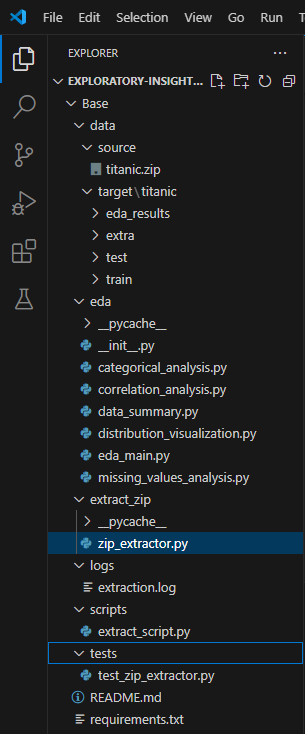 File Edit Selection View Go Run
EXPLORER
EXPLORATORY-INSIGHT...
Base
data
source
titanic.zip
target\titanic
eda_results
extra
test
train
eda
__pycache__
__init__.py
categorical_analysis.py
correlation_analysis.py
data_summary.py
distribution_visualization.py
eda_main.py
missing_values_analysis.py
extract_zip
__pycache__
zip_extractor.py
logs
extraction.log
scripts
extract_script.py
tests
test_zip_extractor.py
README.md
requirements.txt